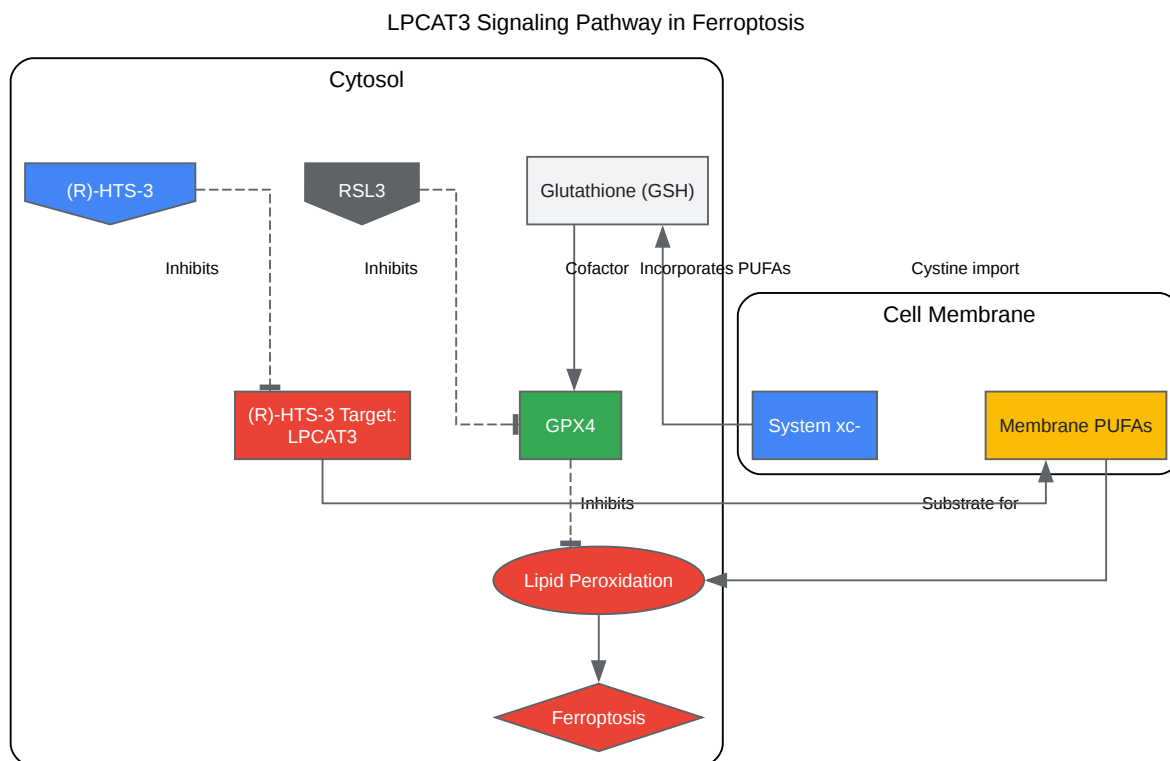 LPCAT3 Signaling Pathway in Ferroptosis
Cytosol
(R)-HTS-3
RSL3
Glutathione (GSH)
Inhibits
Inhibits
Cofactor
Incorporates PUFAs
Cystine import
Cell Membrane
(R)-HTS-3 Target:
LPCAT3
GPX4
System xc-
Membrane PUFAs
Inhibits
Substrate for
Lipid Peroxidation
Ferroptosis